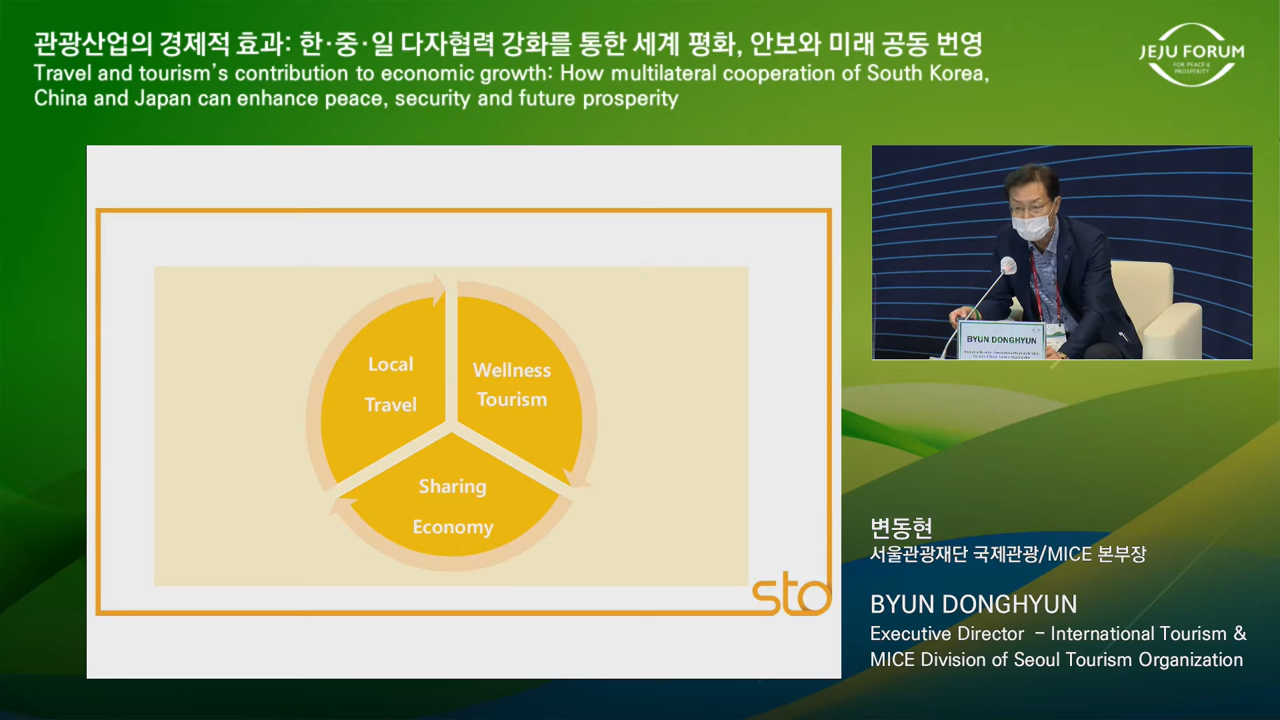 관광산업의 경제적 효과: 한·중·일 다자협력 강화를 통한 세계 평화, 안보와 미래 공동 번영
Travel and tourism's contribution to economic growth: How multilateral cooperation of South Korea,
China and Japan can enhance peace, security and future prosperity
JEJU FORUM
FOR PEACE &
PROSPERITY
Local
Travel
Wellness
Tourism
Sharing
Economy
sto
BYUN DONGHYUN
변동현
서울관광재단 국제관광/MICE 본부장
BYUN DONGHYUN
Executive Director - International Tourism &
MICE Division of Seoul Tourism Organization